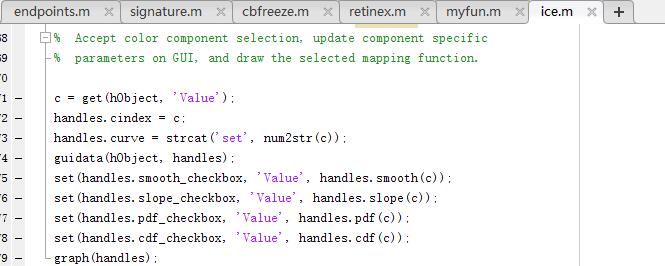 endpoints.m × signature.m × cbfreeze.m × retinex.m × myfun.m × ice.m × +
58 % Accept color component selection, update component specific
59 % parameters on GUI, and draw the selected mapping function.
70
71 – c = get(hObject, 'Value');
72 – handles.cindex = c;
73 – handles.curve = strcat('set', num2str(c));
74 – guidata(hObject, handles);
75 – set(handles.smooth_checkbox, 'Value', handles.smooth(c));
76 – set(handles.slope_checkbox, 'Value', handles.slope(c));
77 – set(handles.pdf_checkbox, 'Value', handles.pdf(c));
78 – set(handles.cdf_checkbox, 'Value', handles.cdf(c));
79 – graph(handles);